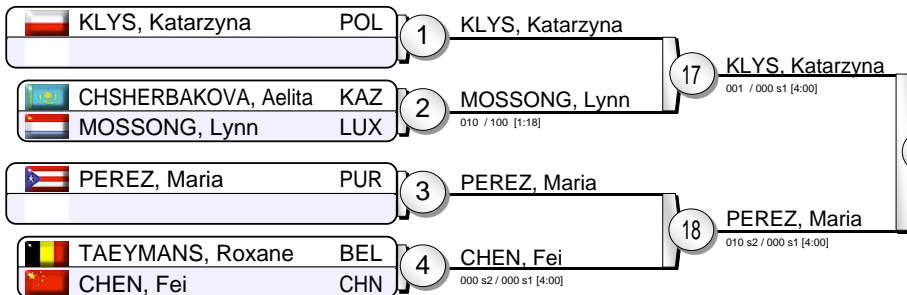 KLYS, Katarzyna POL
1
KLYS, Katarzyna
17
KLYS, Katarzyna
001 / 000 s1 [4:00]
CHSHERBAKOVA, Aelita KAZ
MOSSONG, Lynn LUX
2
MOSSONG, Lynn
010 / 100 [1:18]
PEREZ, Maria PUR
3
PEREZ, Maria
18
PEREZ, Maria
010 s2 / 000 s1 [4:00]
TAEYMANS, Roxane BEL
CHEN, Fei CHN
4
CHEN, Fei
000 s2 / 000 s1 [4:00]